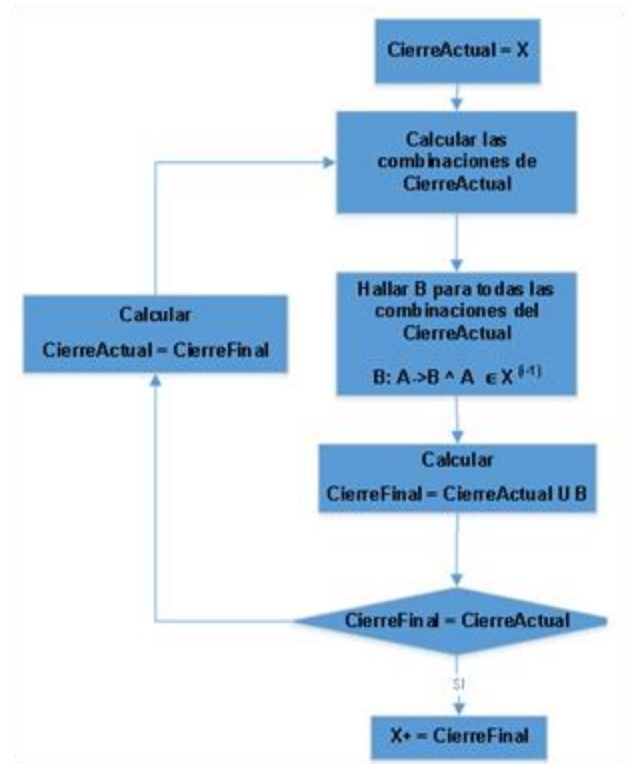 CierreActual = X
Calcular las
combinaciones de
CierreActual
Hallar B para todas las
combinaciones del
CierreActual
B: A->B ^ A ∈ X (i-1)
Calcular
CierreActual = CierreFinal
Calcular
CierreFinal = CierreActual U B
CierreFinal = CierreActual
SI
X+ = CierreFinal